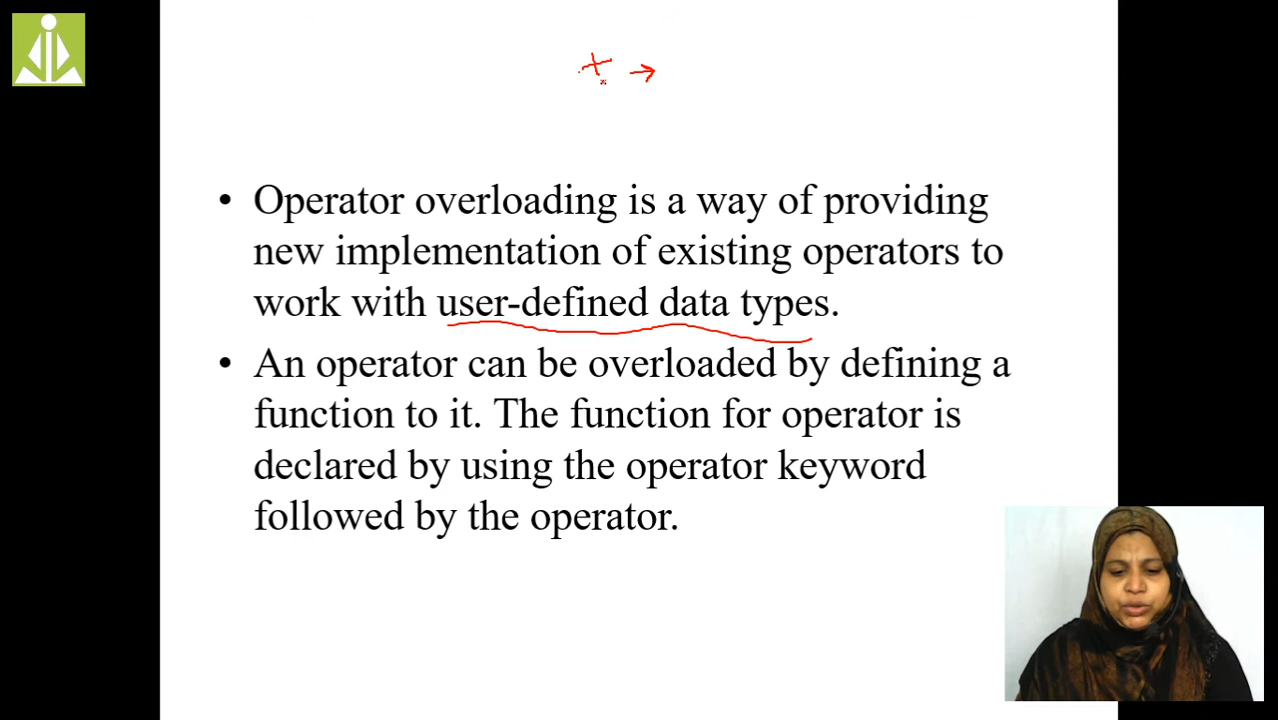 + →
• Operator overloading is a way of providing
new implementation of existing operators to
work with user-defined data types.
• An operator can be overloaded by defining a
function to it. The function for operator is
declared by using the operator keyword
followed by the operator.